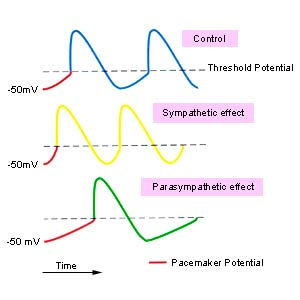 Control
Threshold Potential
-50mV
Sympathetic effect
-50mV
Parasympathetic effect
-50 mV
Time
Pacemaker Potential